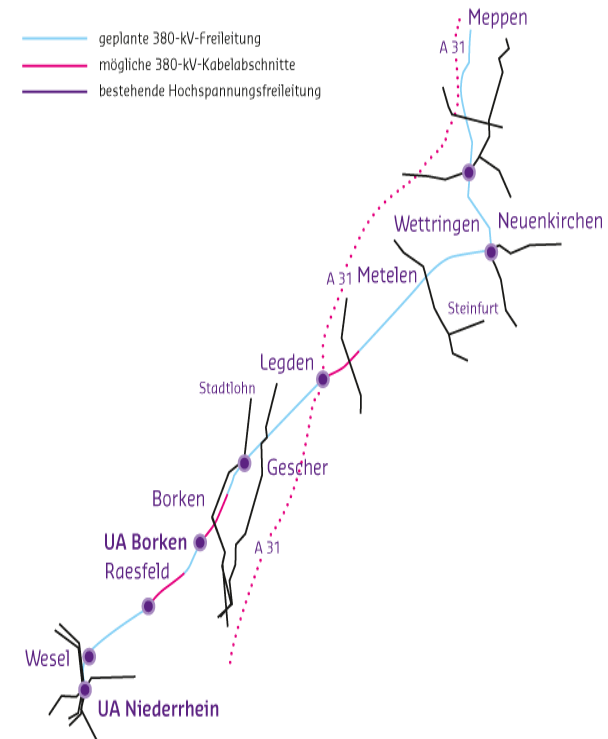 Meppen
geplante 380-kV-Freileitung
A 31
mögliche 380-kV-Kabelabschnitte
bestehende Hochspannungsfreileitung
Wettringen
Neuenkirchen
A 31
Metelen
Steinfurt
Legden
Stadtlohn
Gescher
Borken
UA Borken
A 31
Raesfeld
Wesel
UA Niederrhein